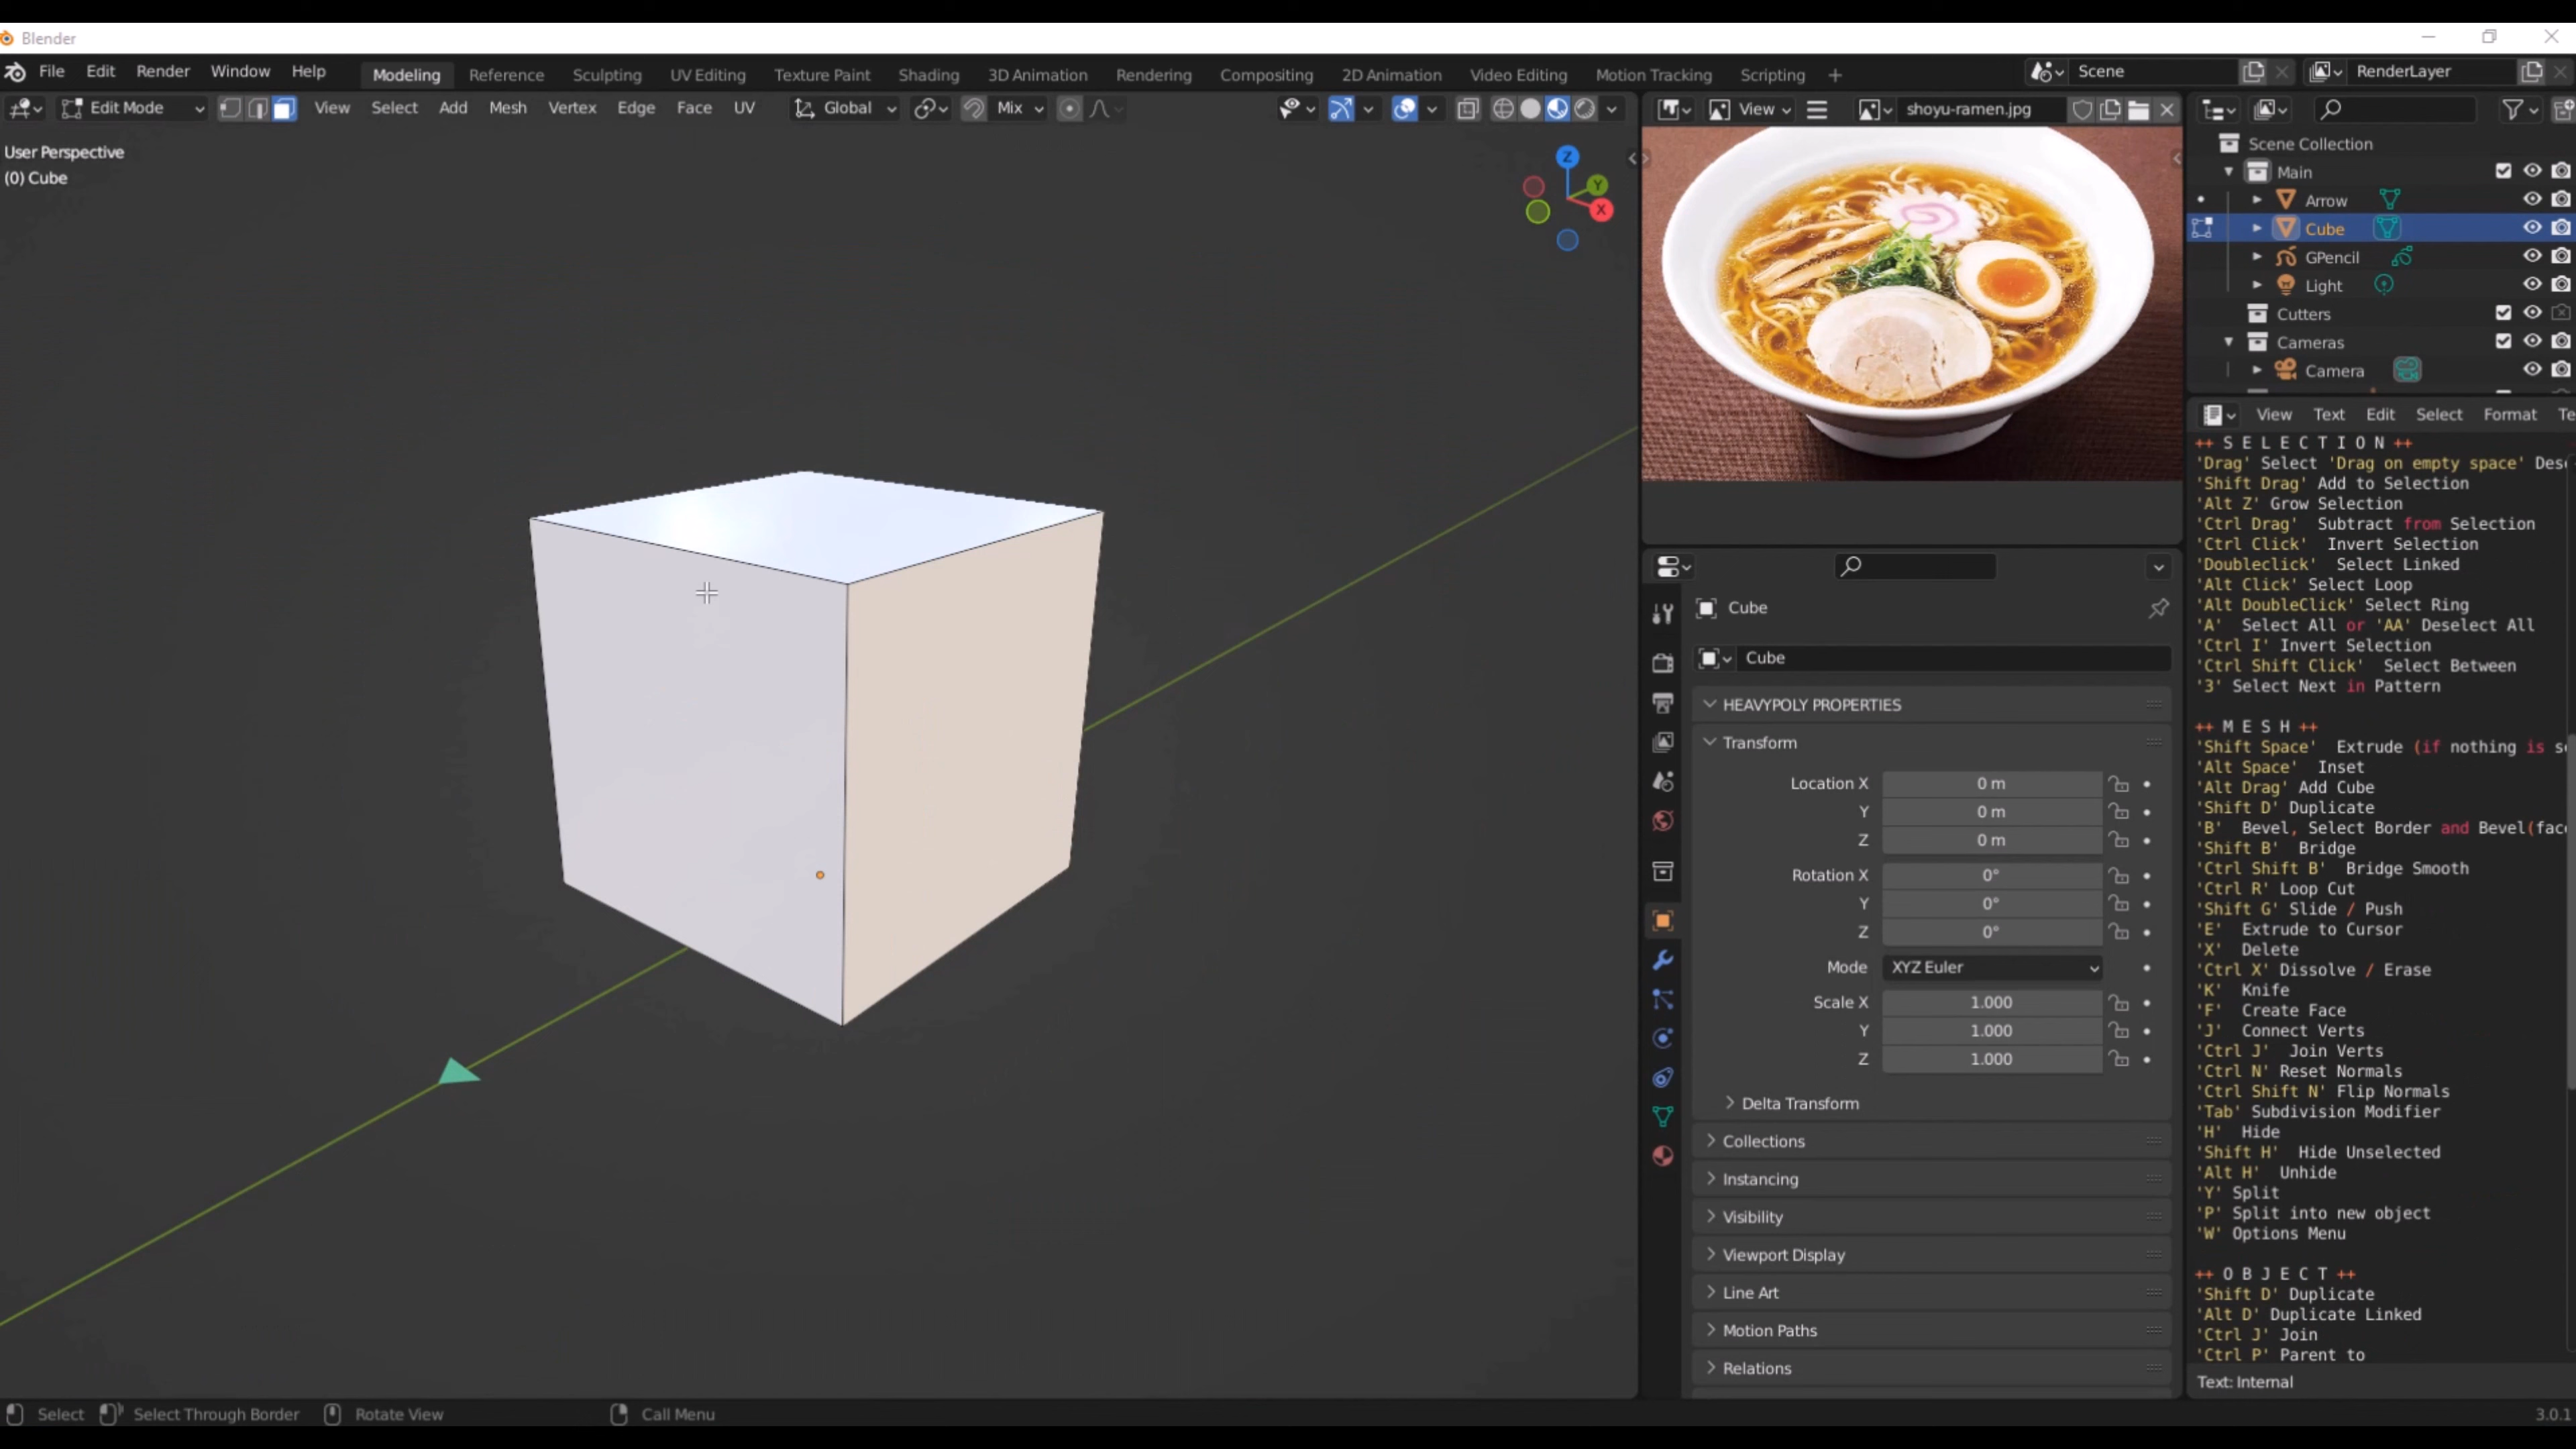 Blender
File Edit Render Window Help Modeling Reference Sculpting UV Editing Texture Paint Shading 3D Animation Rendering Compositing 2D Animation Video Editing Motion Tracking Scripting + Scene RenderLayer
Edit Mode View Select Add Mesh Vertex Edge Face UV Global Mix
User Perspective
(0) Cube
Z
Y
X
View shoyu-ramen.jpg
Scene Collection
Main
Arrow
Cube
GPencil
Light
Cutters
Cameras
Camera
Cube
Cube
HEAVYPOLY PROPERTIES
Transform
Location X 0 m
Y 0 m
Z 0 m
Rotation X 0°
Y 0°
Z 0°
Mode XYZ Euler
Scale X 1.000
Y 1.000
Z 1.000
Delta Transform
Collections
Instancing
Visibility
Viewport Display
Line Art
Motion Paths
Relations
View Text Edit Select Format Te
++ S E L E C T I O N ++
'Drag' Select 'Drag on empty space' Des
'Shift Drag' Add to Selection
'Alt Z' Grow Selection
'Ctrl Drag' Subtract from Selection
'Ctrl Click' Invert Selection
'Doubleclick' Select Linked
'Alt Click' Select Loop
'Alt DoubleClick' Select Ring
'A' Select All or 'AA' Deselect All
'Ctrl I' Invert Selection
'Ctrl Shift Click' Select Between
'3' Select Next in Pattern
++ M E S H ++
'Shift Space' Extrude (if nothing is s
'Alt Space' Inset
'Alt Drag' Add Cube
'Shift D' Duplicate
'B' Bevel, Select Border and Bevel(fac
'Shift B' Bridge
'Ctrl Shift B' Bridge Smooth
'Ctrl R' Loop Cut
'Shift G' Slide / Push
'E' Extrude to Cursor
'X' Delete
'Ctrl X' Dissolve / Erase
'K' Knife
'F' Create Face
'J' Connect Verts
'Ctrl J' Join Verts
'Ctrl N' Reset Normals
'Ctrl Shift N' Flip Normals
'Tab' Subdivision Modifier
'H' Hide
'Shift H' Hide Unselected
'Alt H' Unhide
'Y' Split
'P' Split into new object
'W' Options Menu
++ O B J E C T ++
'Shift D' Duplicate
'Alt D' Duplicate Linked
'Ctrl J' Join
'Ctrl P' Parent to
Text: Internal
Select Select Through Border Rotate View Call Menu 3.0.1